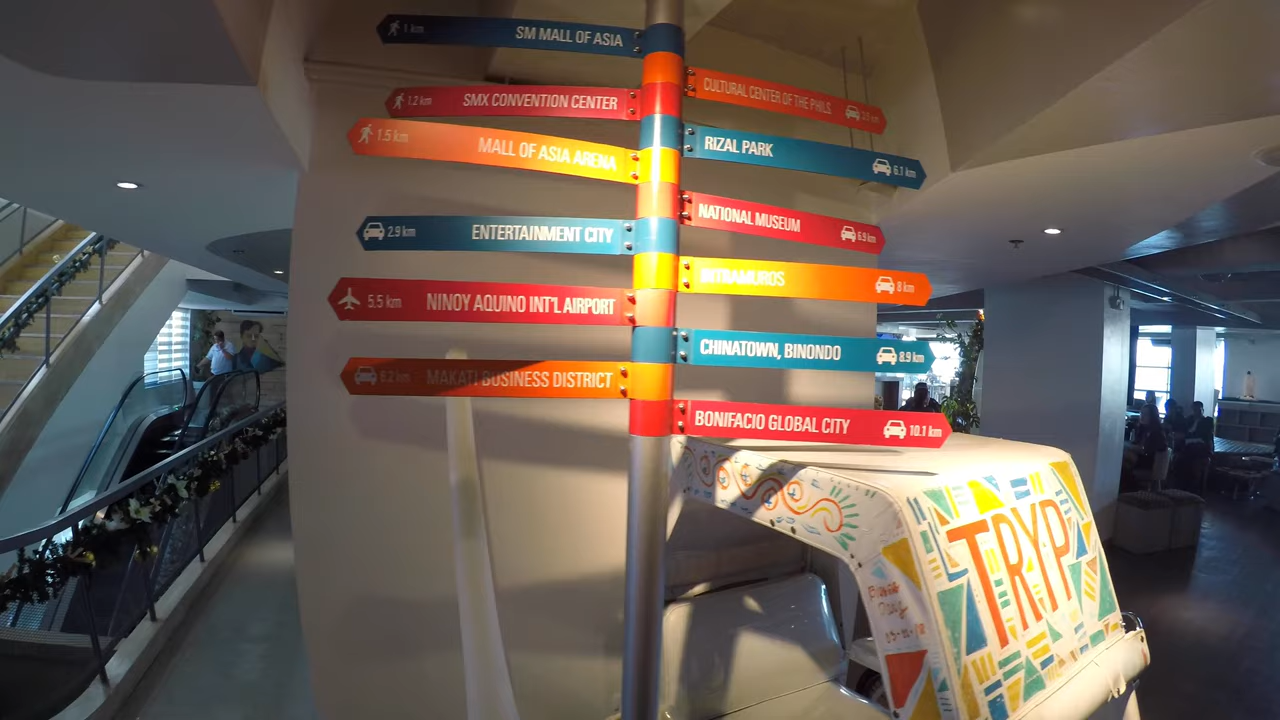 1 km SM MALL OF ASIA
CULTURAL CENTER OF THE PHILS
1.2 km SMX CONVENTION CENTER
1.5 km MALL OF ASIA ARENA
RIZAL PARK 6.1 km
NATIONAL MUSEUM 6.9 km
2.9 km ENTERTAINMENT CITY
INTRAMUROS 8 km
5.5 km NINOY AQUINO INT'L AIRPORT
CHINATOWN, BINONDO 8.9 km
6.2 km MAKATI BUSINESS DISTRICT
BONIFACIO GLOBAL CITY 10.1 km
TRYP